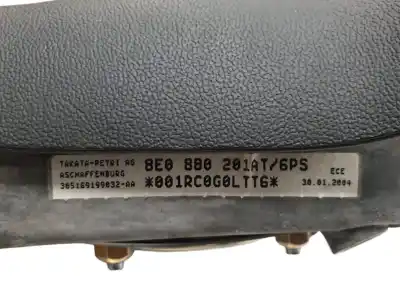 TAKATA-PETRI AG 8E0 880 201AT/6PS
ASCHAFFENBURG *001RC0G0LTT6* ECE
305169199032-AA 30.01.2004